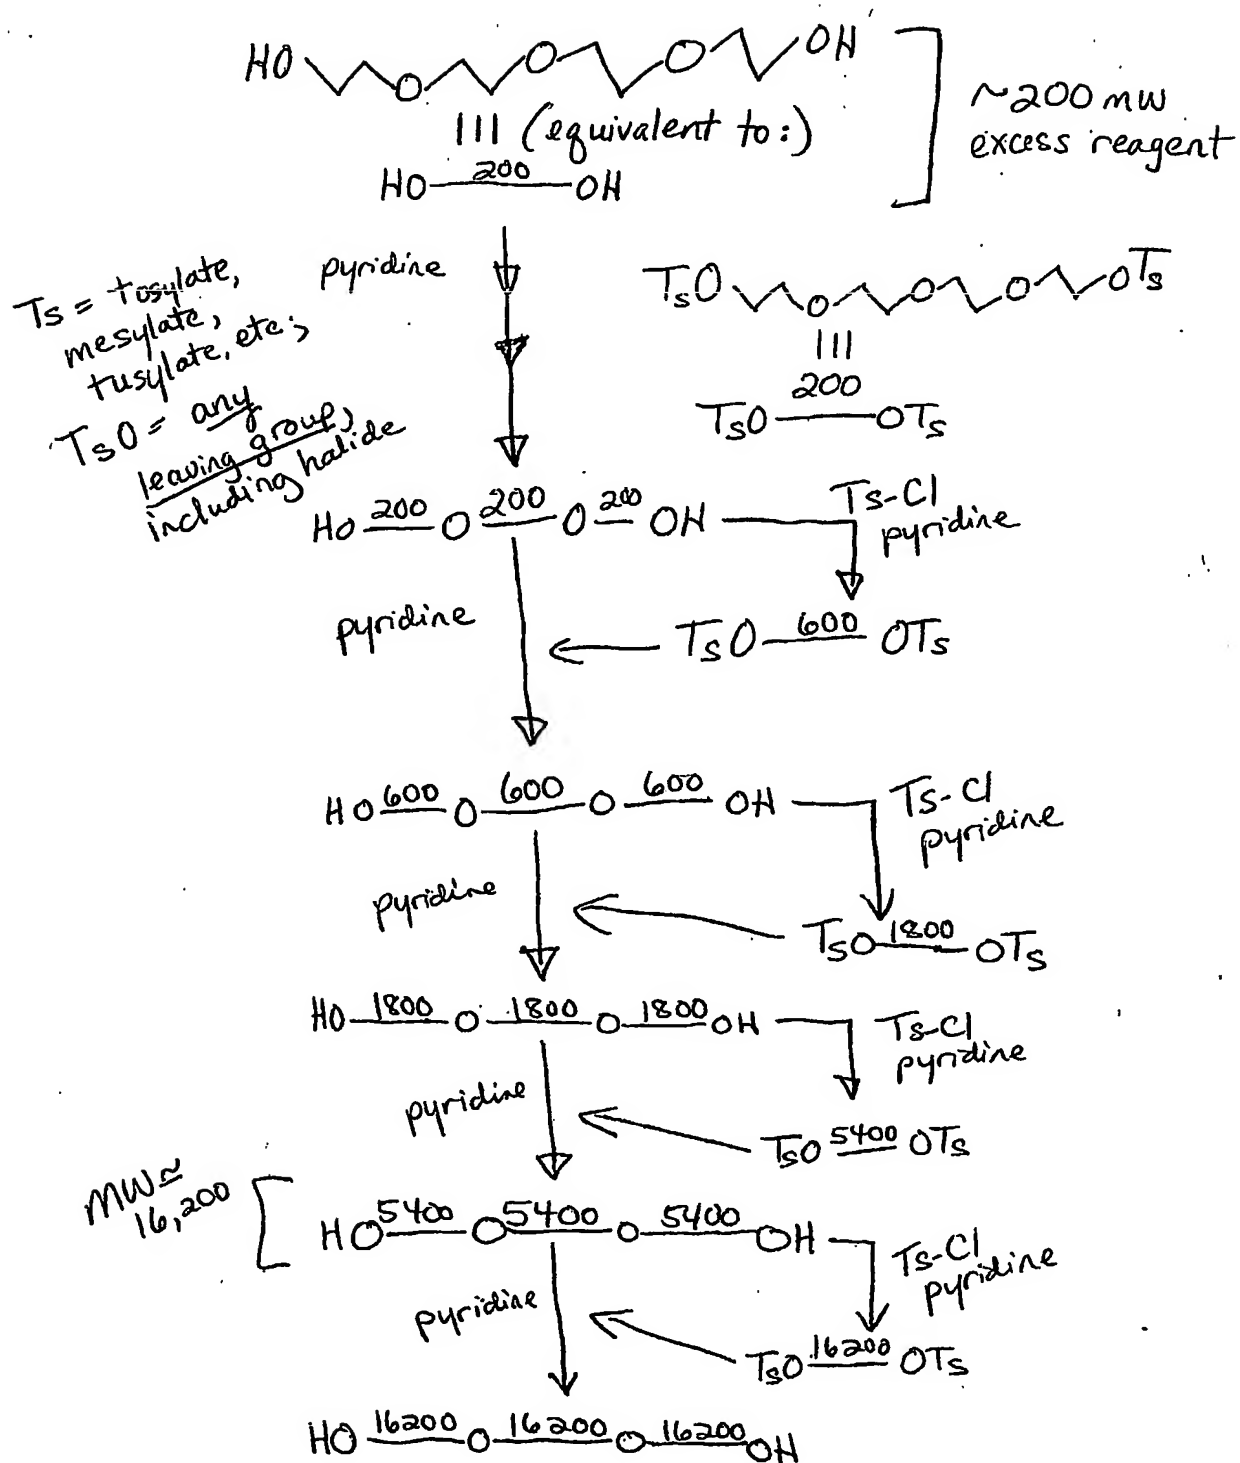 HO O O O OH
||| (equivalent to:)
HO 200 OH
~200 mw
excess reagent
Ts = tosylate,
mesylate,
tusylate, etc;
TsO = any
leaving group,
including halide
pyridine
TsO O O O OTs
|||
200
TsO OTs
HO 200 O 200 O 200 OH
Ts-Cl
pyridine
pyridine
TsO 600 OTs
HO 600 O 600 O 600 OH
Ts-Cl
pyridine
pyridine
TsO 1800 OTs
HO 1800 O 1800 O 1800 OH
Ts-Cl
pyridine
pyridine
TsO 5400 OTs
MW ≃
16,200
HO 5400 O 5400 O 5400 OH
Ts-Cl
pyridine
pyridine
TsO 16200 OTs
HO 16200 O 16200 O 16200 OH